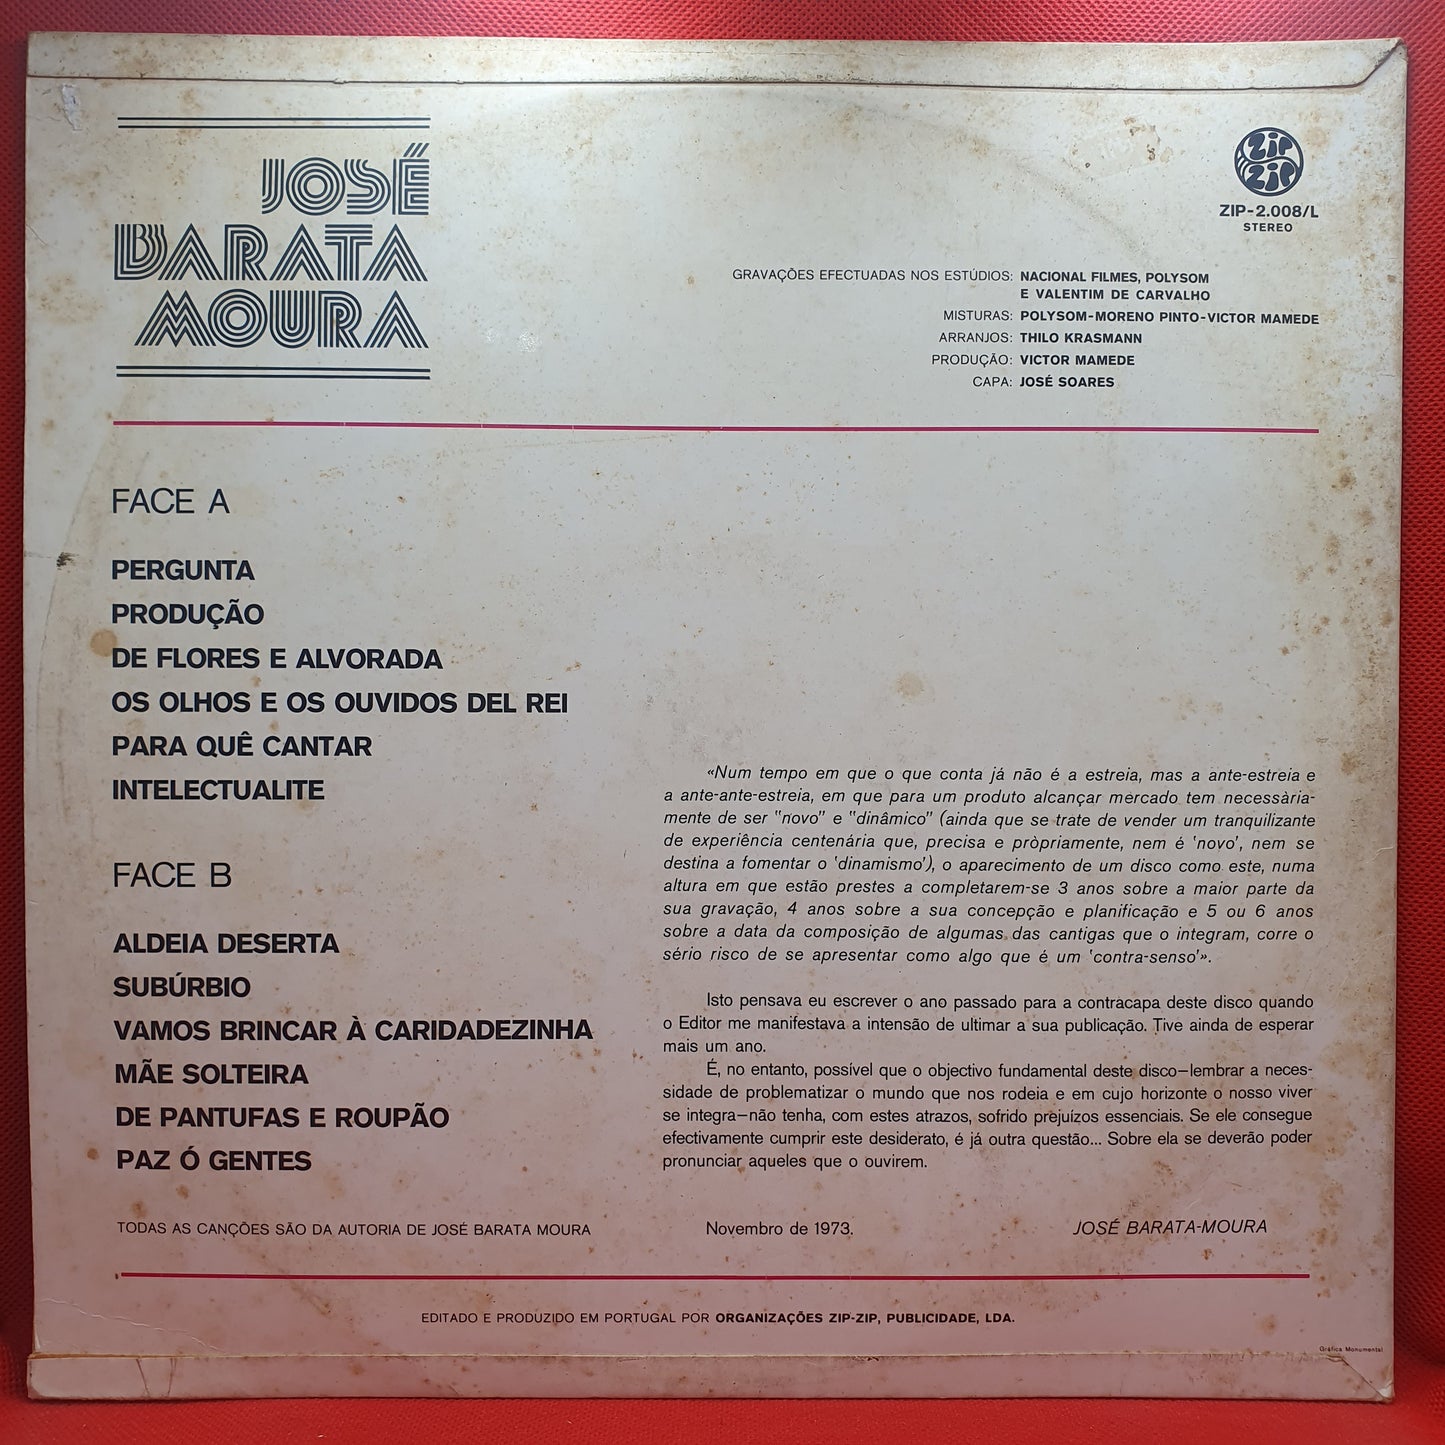 JOSÉ
BARATA
MOURA
ZIP
ZIP
ZIP-2.008/L
STEREO
GRAVAÇÕES EFECTUADAS NOS ESTÚDIOS: NACIONAL FILMES, POLYSOM
E VALENTIM DE CARVALHO
MISTURAS: POLYSOM-MORENO PINTO-VICTOR MAMEDE
ARRANJOS: THILO KRASMANN
PRODUÇÃO: VICTOR MAMEDE
CAPA: JOSÉ SOARES
FACE A
PERGUNTA
PRODUÇÃO
DE FLORES E ALVORADA
OS OLHOS E OS OUVIDOS DEL REI
PARA QUÊ CANTAR
INTELECTUALITE
FACE B
ALDEIA DESERTA
SUBÚRBIO
VAMOS BRINCAR À CARIDADEZINHA
MÃE SOLTEIRA
DE PANTUFAS E ROUPÃO
PAZ Ó GENTES
TODAS AS CANÇÕES SÃO DA AUTORIA DE JOSÉ BARATA MOURA
«Num tempo em que o que conta já não é a estreia, mas a ante-estreia e
a ante-ante-estreia, em que para um produto alcançar mercado tem necessària-
mente de ser "novo" e "dinâmico" (ainda que se trate de vender um tranquilizante
de experiência centenária que, precisa e pròpriamente, nem é 'novo', nem se
destina a fomentar o 'dinamismo'), o aparecimento de um disco como este, numa
altura em que estão prestes a completarem-se 3 anos sobre a maior parte da
sua gravação, 4 anos sobre a sua concepção e planificação e 5 ou 6 anos
sobre a data da composição de algumas das cantigas que o integram, corre o
sério risco de se apresentar como algo que é um 'contra-senso'».
Isto pensava eu escrever o ano passado para a contracapa deste disco quando
o Editor me manifestava a intensão de ultimar a sua publicação. Tive ainda de esperar
mais um ano.
É, no entanto, possível que o objectivo fundamental deste disco—lembrar a neces-
sidade de problematizar o mundo que nos rodeia e em cujo horizonte o nosso viver
se integra—não tenha, com estes atrazos, sofrido prejuízos essenciais. Se ele consegue
efectivamente cumprir este desiderato, é já outra questão... Sobre ela se deverão poder
pronunciar aqueles que o ouvirem.
Novembro de 1973. JOSÉ BARATA-MOURA
EDITADO E PRODUZIDO EM PORTUGAL POR ORGANIZAÇÕES ZIP-ZIP, PUBLICIDADE, LDA.
Gráfica Monumental